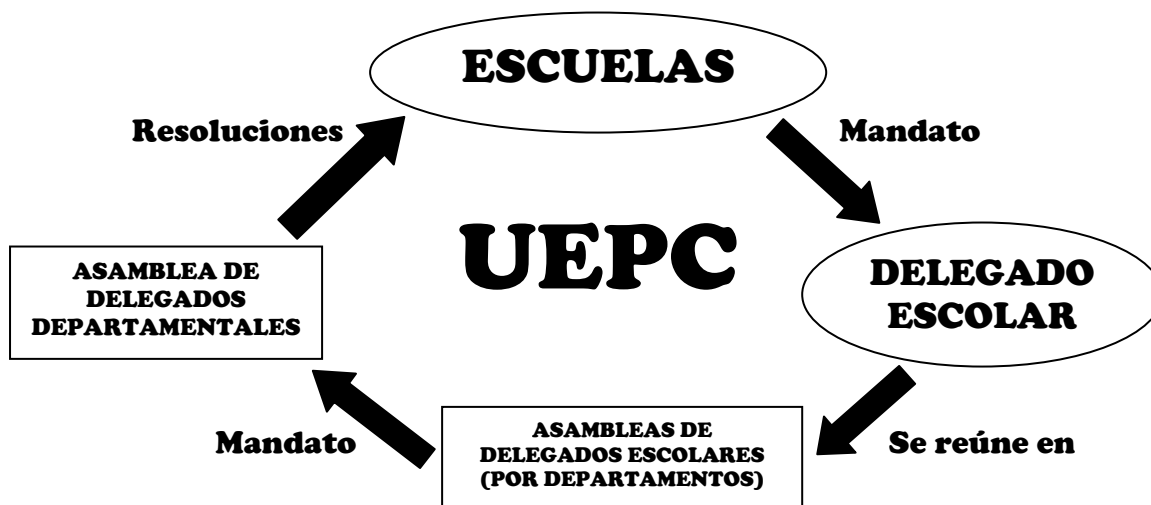 ESCUELAS
Resoluciones
Mandato
UEPC
DELEGADO
ESCOLAR
ASAMBLEA DE
DELEGADOS
DEPARTAMENTALES
Mandato
ASAMBLEAS DE
DELEGADOS ESCOLARES
(POR DEPARTAMENTOS)
Se reúne en